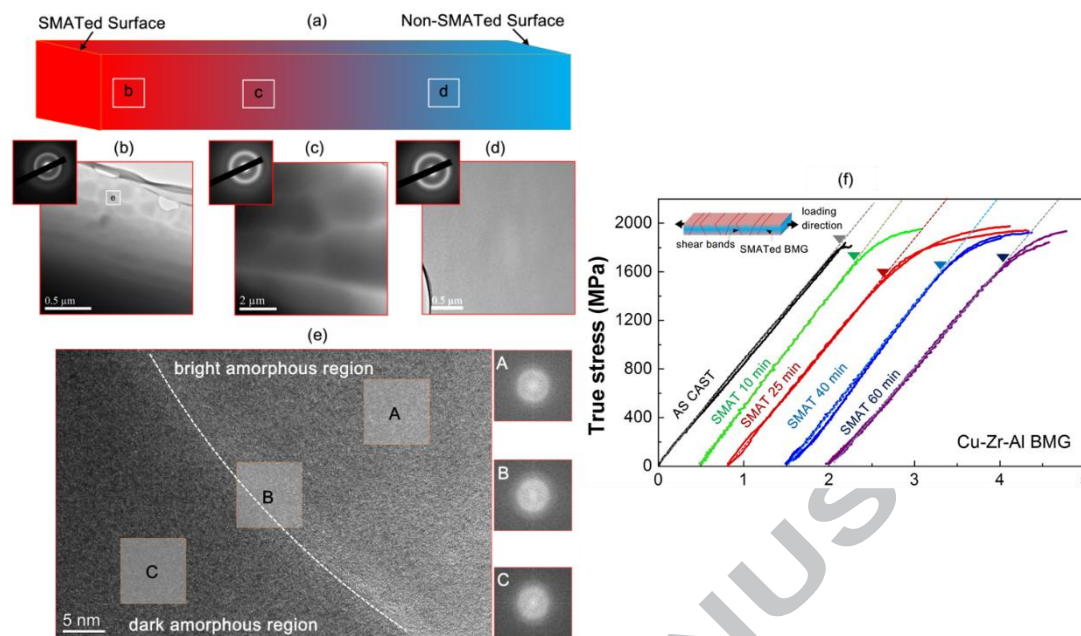 (a)
SMATed Surface
Non-SMATed Surface
b
c
d
(b)
(c)
(d)
e
0.5 µm
2 µm
0.5 µm
(e)
bright amorphous region
A
B
C
5 nm
dark amorphous region
A
B
C
(f)
True stress (MPa)
2000
1600
1200
800
400
0
loading
direction
shear bands
SMATed BMG
AS CAST
SMAT 10 min
SMAT 25 min
SMAT 40 min
SMAT 60 min
Cu-Zr-Al BMG
0
1
2
3
4
NUS